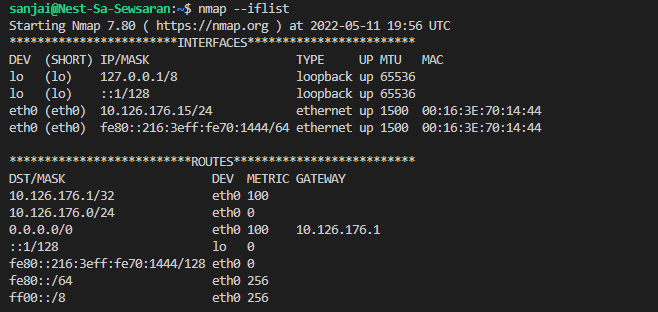 sanjai@Nest-Sa-Sewsaran:~$ nmap --iflist
Starting Nmap 7.80 ( https://nmap.org ) at 2022-05-11 19:56 UTC
************************INTERFACES************************
DEV  (SHORT) IP/MASK                     TYPE     UP MTU   MAC
lo   (lo)    127.0.0.1/8                 loopback up 65536
lo   (lo)    ::1/128                     loopback up 65536
eth0 (eth0)  10.126.176.15/24            ethernet up 1500  00:16:3E:70:14:44
eth0 (eth0)  fe80::216:3eff:fe70:1444/64 ethernet up 1500  00:16:3E:70:14:44
**************************ROUTES**************************
DST/MASK                     DEV  METRIC GATEWAY
10.126.176.1/32              eth0 100
10.126.176.0/24              eth0 0
0.0.0.0/0                    eth0 100    10.126.176.1
::1/128                      lo   0
fe80::216:3eff:fe70:1444/128 eth0 0
fe80::/64                    eth0 256
ff00::/8                     eth0 256